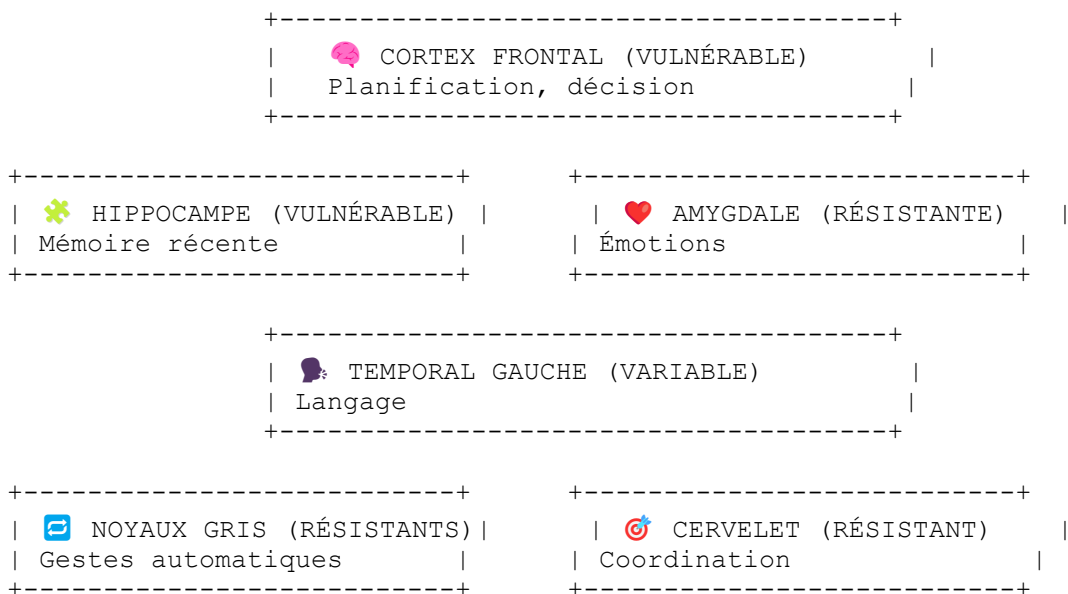 🧠 CORTEX FRONTAL (VULNÉRABLE)
Planification, décision
🧩 HIPPOCAMPE (VULNÉRABLE)
Mémoire récente
❤️ AMYGDALE (RÉSISTANTE)
Émotions
🗣 TEMPORAL GAUCHE (VARIABLE)
Langage
🔁 NOYAUX GRIS (RÉSISTANTS)
Gestes automatiques
🎯 CERVELET (RÉSISTANT)
Coordination